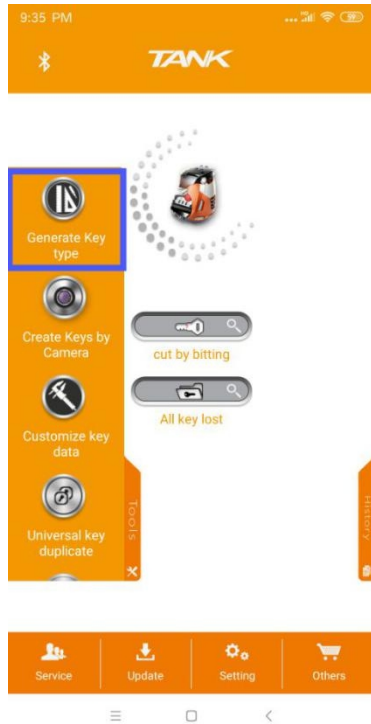 9:35 PM
TANK
Generate Key
type
Create Keys by
Camera
Customize key
data
Universal key
duplicate
Tools
cut by bitting
All key lost
History
Service
Update
Setting
Others